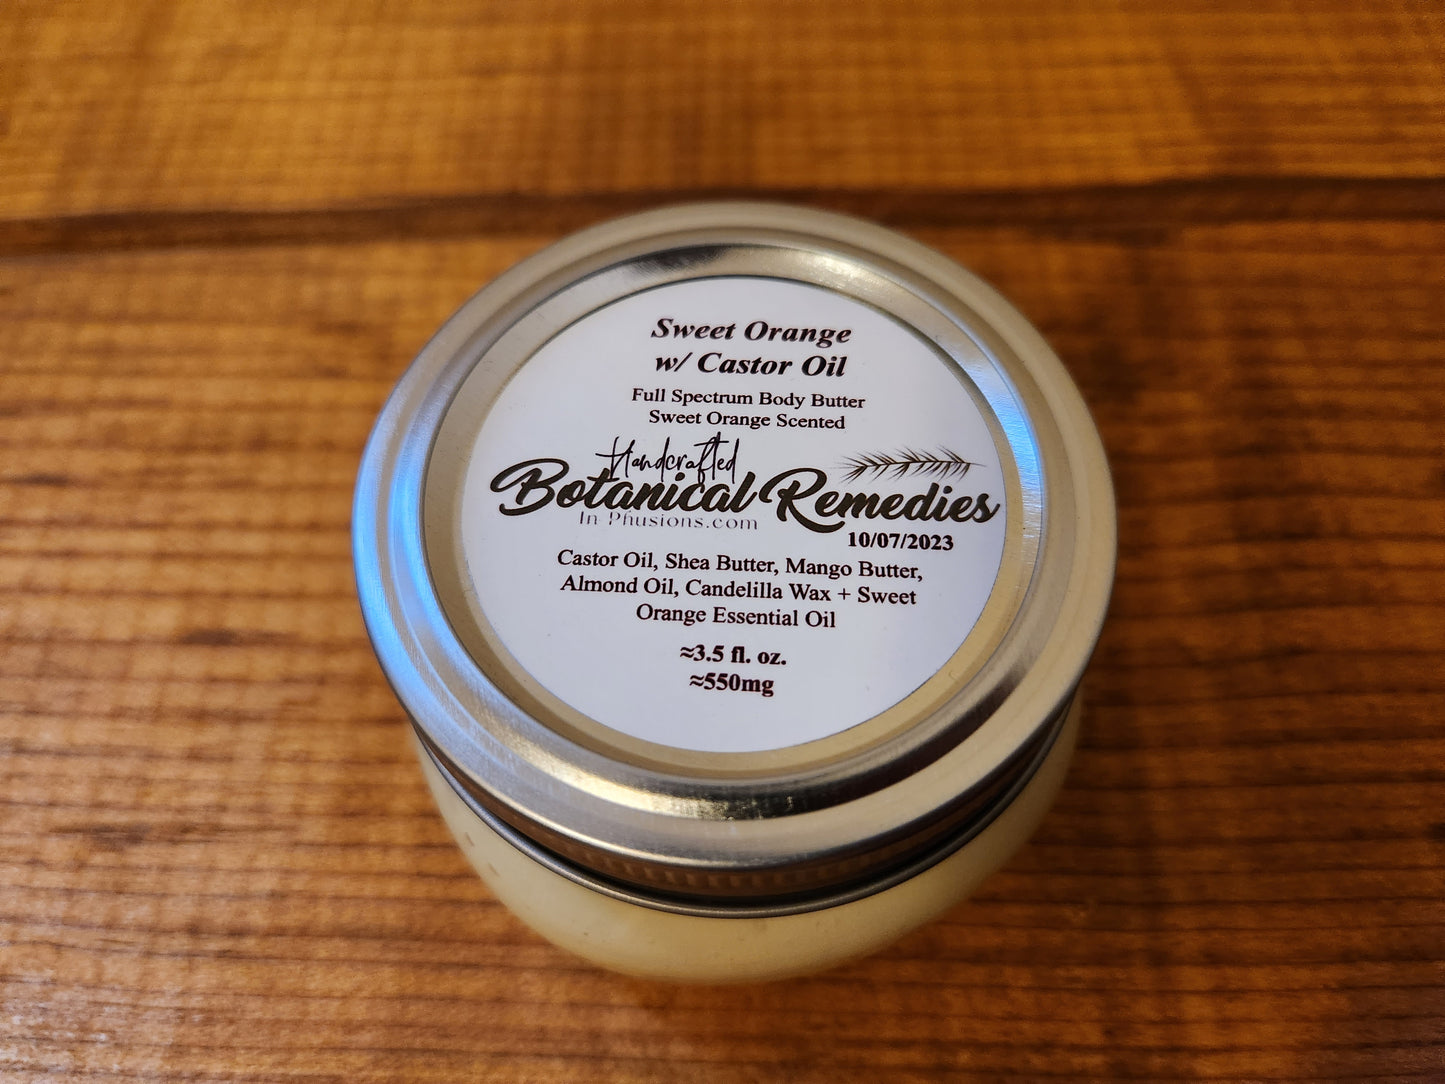 Sweet Orange
w/ Castor Oil
Full Spectrum Body Butter
Sweet Orange Scented
Handcrafted
Botanical Remedies
In-Phusions.com
10/07/2023
Castor Oil, Shea Butter, Mango Butter,
Almond Oil, Candelilla Wax + Sweet
Orange Essential Oil
≈3.5 fl. oz.
≈550mg